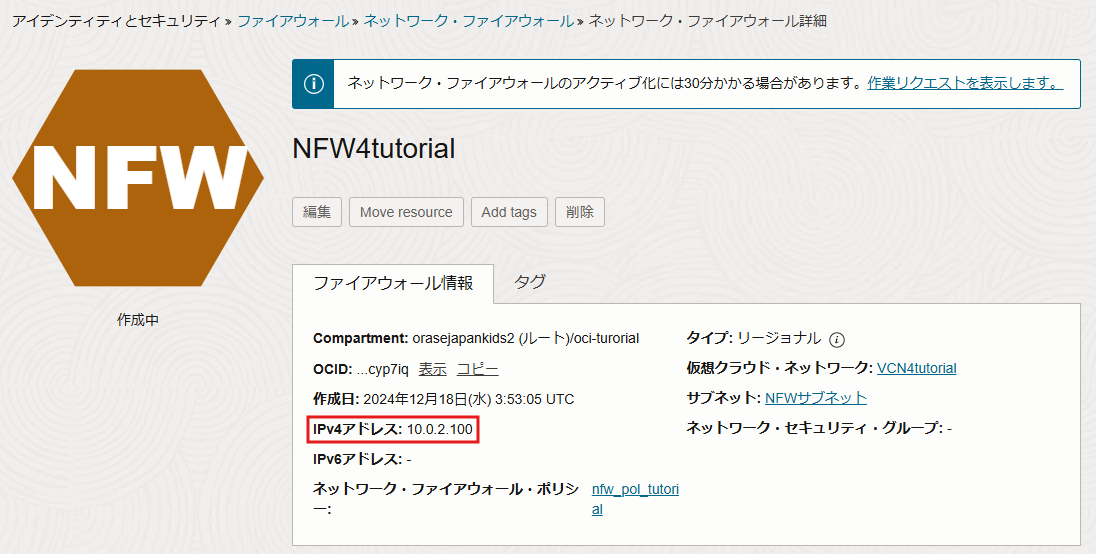 アイデンティティとセキュリティ » ファイアウォール » ネットワーク・ファイアウォール » ネットワーク・ファイアウォール詳細
NFW
作成中
ネットワーク・ファイアウォールのアクティブ化には30分かかる場合があります。作業リクエストを表示します。
NFW4tutorial
編集 Move resource Add tags 削除
ファイアウォール情報 タグ
Compartment: orasejapankids2 (ルート)/oci-turorial
OCID: ...cyp7iq 表示 コピー
作成日: 2024年12月18日(水) 3:53:05 UTC
IPv4アドレス: 10.0.2.100
IPv6アドレス: -
ネットワーク・ファイアウォール・ポリシ
ー:
nfw_pol_tutori
al
タイプ: リージョナル
仮想クラウド・ネットワーク: VCN4tutorial
サブネット: NFWサブネット
ネットワーク・セキュリティ・グループ: -